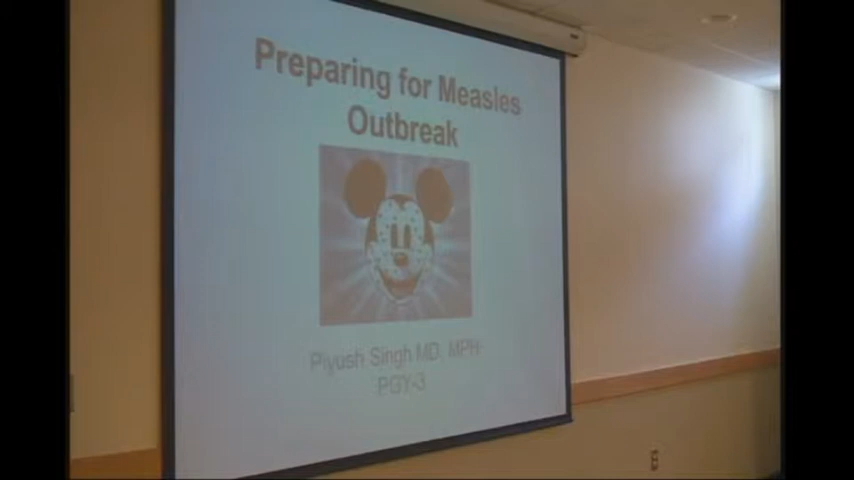 Preparing for Measles
Outbreak
Piyush Singh MD, MPH
PGY-3